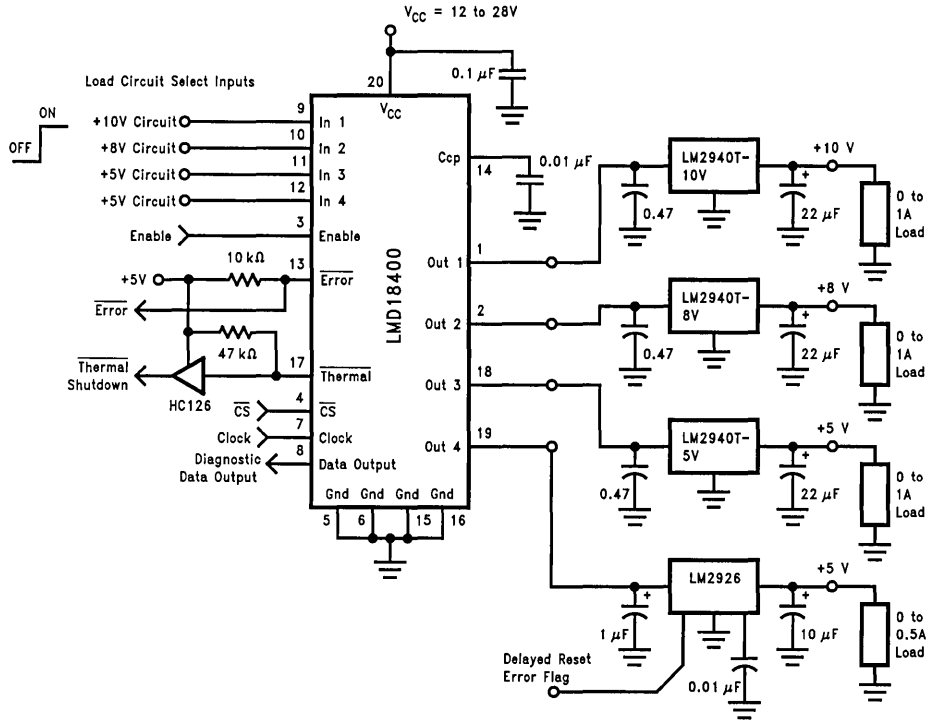 V_CC = 12 to 28V
0.1 μF
20
V_CC
Load Circuit Select Inputs
ON
OFF
+10V Circuit
9
In 1
+8V Circuit
10
In 2
+5V Circuit
11
In 3
+5V Circuit
12
In 4
Enable
3
Enable
+5V
10 kΩ
13
Error
Error
47 kΩ
Thermal
Shutdown
HC126
17
Thermal
CS
4
CS
Clock
7
Clock
Diagnostic
Data Output
8
Data Output
LMD18400
Gnd Gnd Gnd Gnd
5 6 15 16
Ccp
14
0.01 μF
Out 1
1
Out 2
2
Out 3
18
Out 4
19
0.47
LM2940T-
10V
+
22 μF
+10 V
0 to
1A
Load
0.47
LM2940T-
8V
+
22 μF
+8 V
0 to
1A
Load
0.47
LM2940T-
5V
+
22 μF
+5 V
0 to
1A
Load
+
1 μF
LM2926
+
10 μF
+5 V
0 to
0.5A
Load
0.01 μF
Delayed Reset
Error Flag